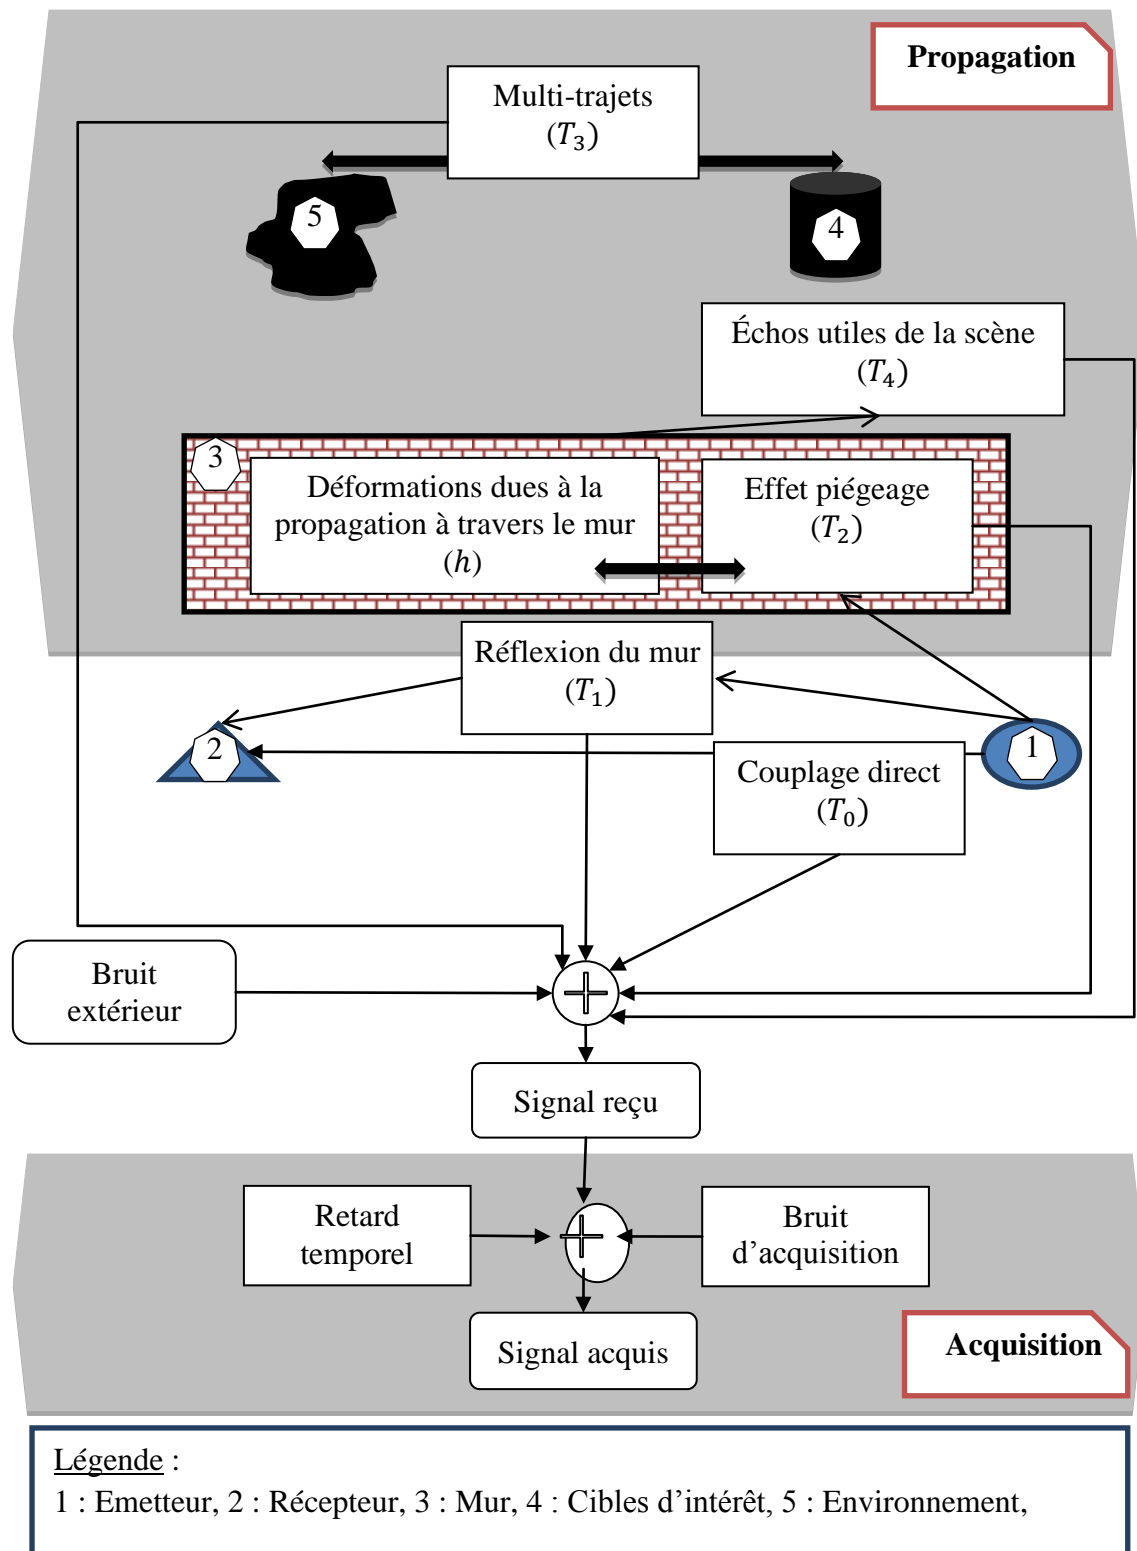 Propagation
Multi-trajets
(T₃)
5
4
Échos utiles de la scène
(T₄)
3
Déformations dues à la
propagation à travers le mur
(h)
Effet piégeage
(T₂)
Réflexion du mur
(T₁)
2
1
Couplage direct
(T₀)
Bruit
extérieur
Signal reçu
Retard
temporel
Bruit
d’acquisition
Signal acquis
Acquisition
Légende :
1 : Emetteur, 2 : Récepteur, 3 : Mur, 4 : Cibles d’intérêt, 5 : Environnement,